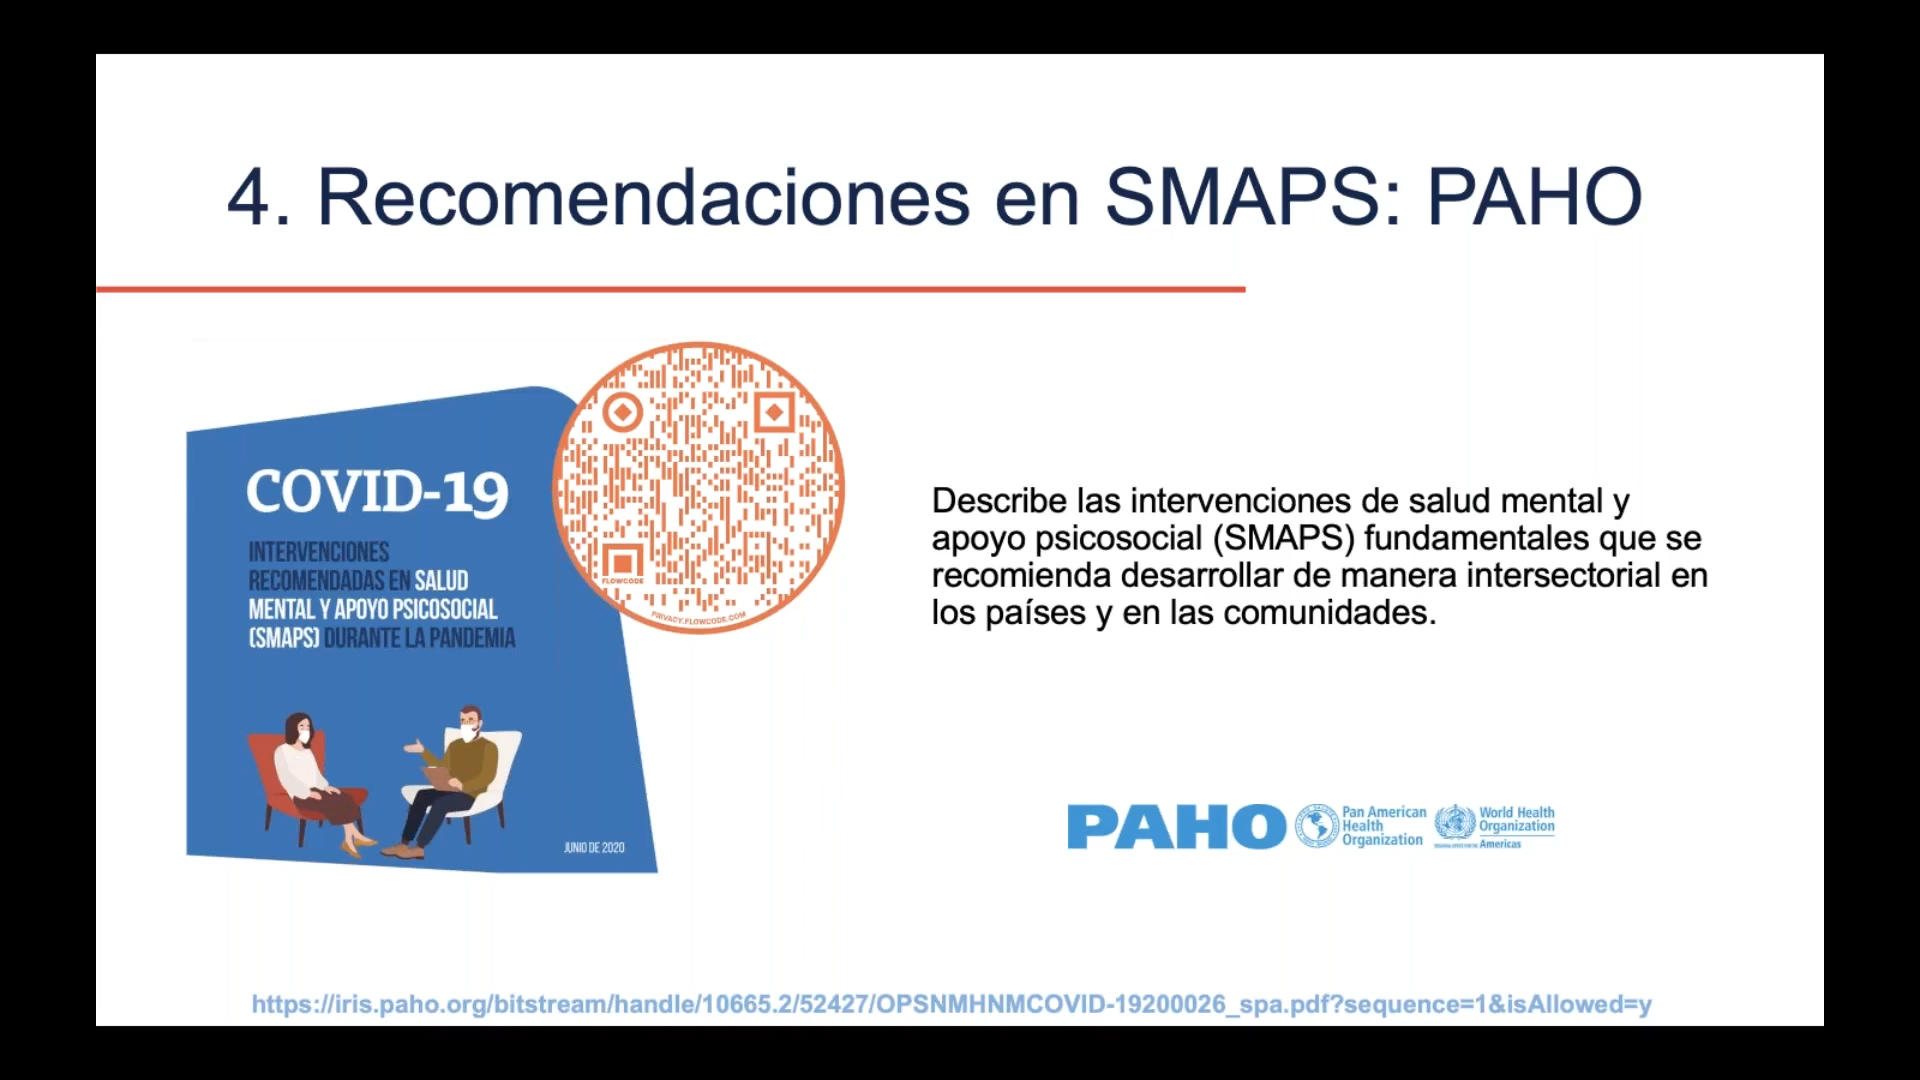 4. Recomendaciones en SMAPS: PAHO
COVID-19
INTERVENCIONES
RECOMENDADAS EN SALUD
MENTAL Y APOYO PSICOSOCIAL
(SMAPS) DURANTE LA PANDEMIA
JUNIO DE 2020
FLOWCODE
PRIVACY.FLOWCODE.COM
Describe las intervenciones de salud mental y
apoyo psicosocial (SMAPS) fundamentales que se
recomienda desarrollar de manera intersectorial en
los países y en las comunidades.
PAHO
Pan American
Health
Organization
World Health
Organization
Americas
https://iris.paho.org/bitstream/handle/10665.2/52427/OPSNMHNMCOVID-19200026_spa.pdf?sequence=1&isAllowed=y